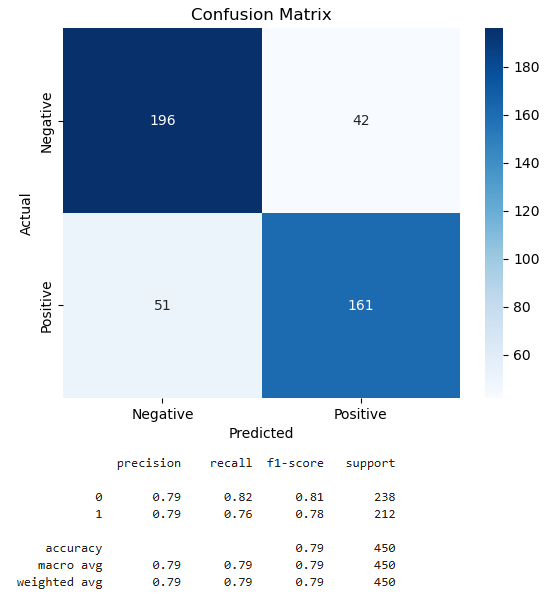 Confusion Matrix
Negative
196
42
Positive
51
161
Actual
Negative
Positive
Predicted
180
160
140
120
100
80
60
precision recall f1-score support
0 0.79 0.82 0.81 238
1 0.79 0.76 0.78 212
accuracy 0.79 450
macro avg 0.79 0.79 0.79 450
weighted avg 0.79 0.79 0.79 450